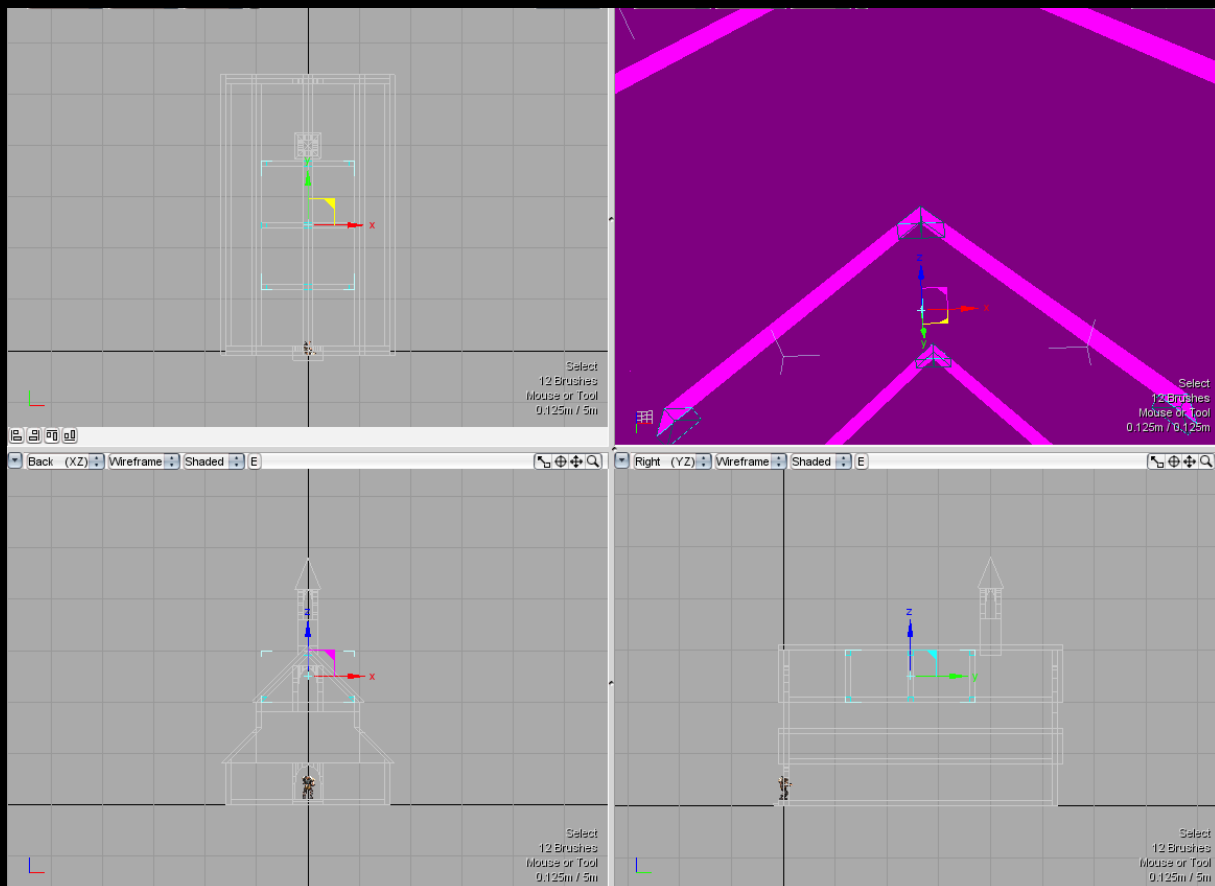 x
Select
12 Brushes
Mouse or Tool
0.125m / 5m
z
x
y
Select
12 Brushes
Mouse or Tool
0.125m / 0.125m
Back (XZ) Wireframe Shaded E
Right (YZ) Wireframe Shaded E
z
x
Select
12 Brushes
Mouse or Tool
0.125m / 5m
z
y
Select
12 Brushes
Mouse or Tool
0.125m / 5m